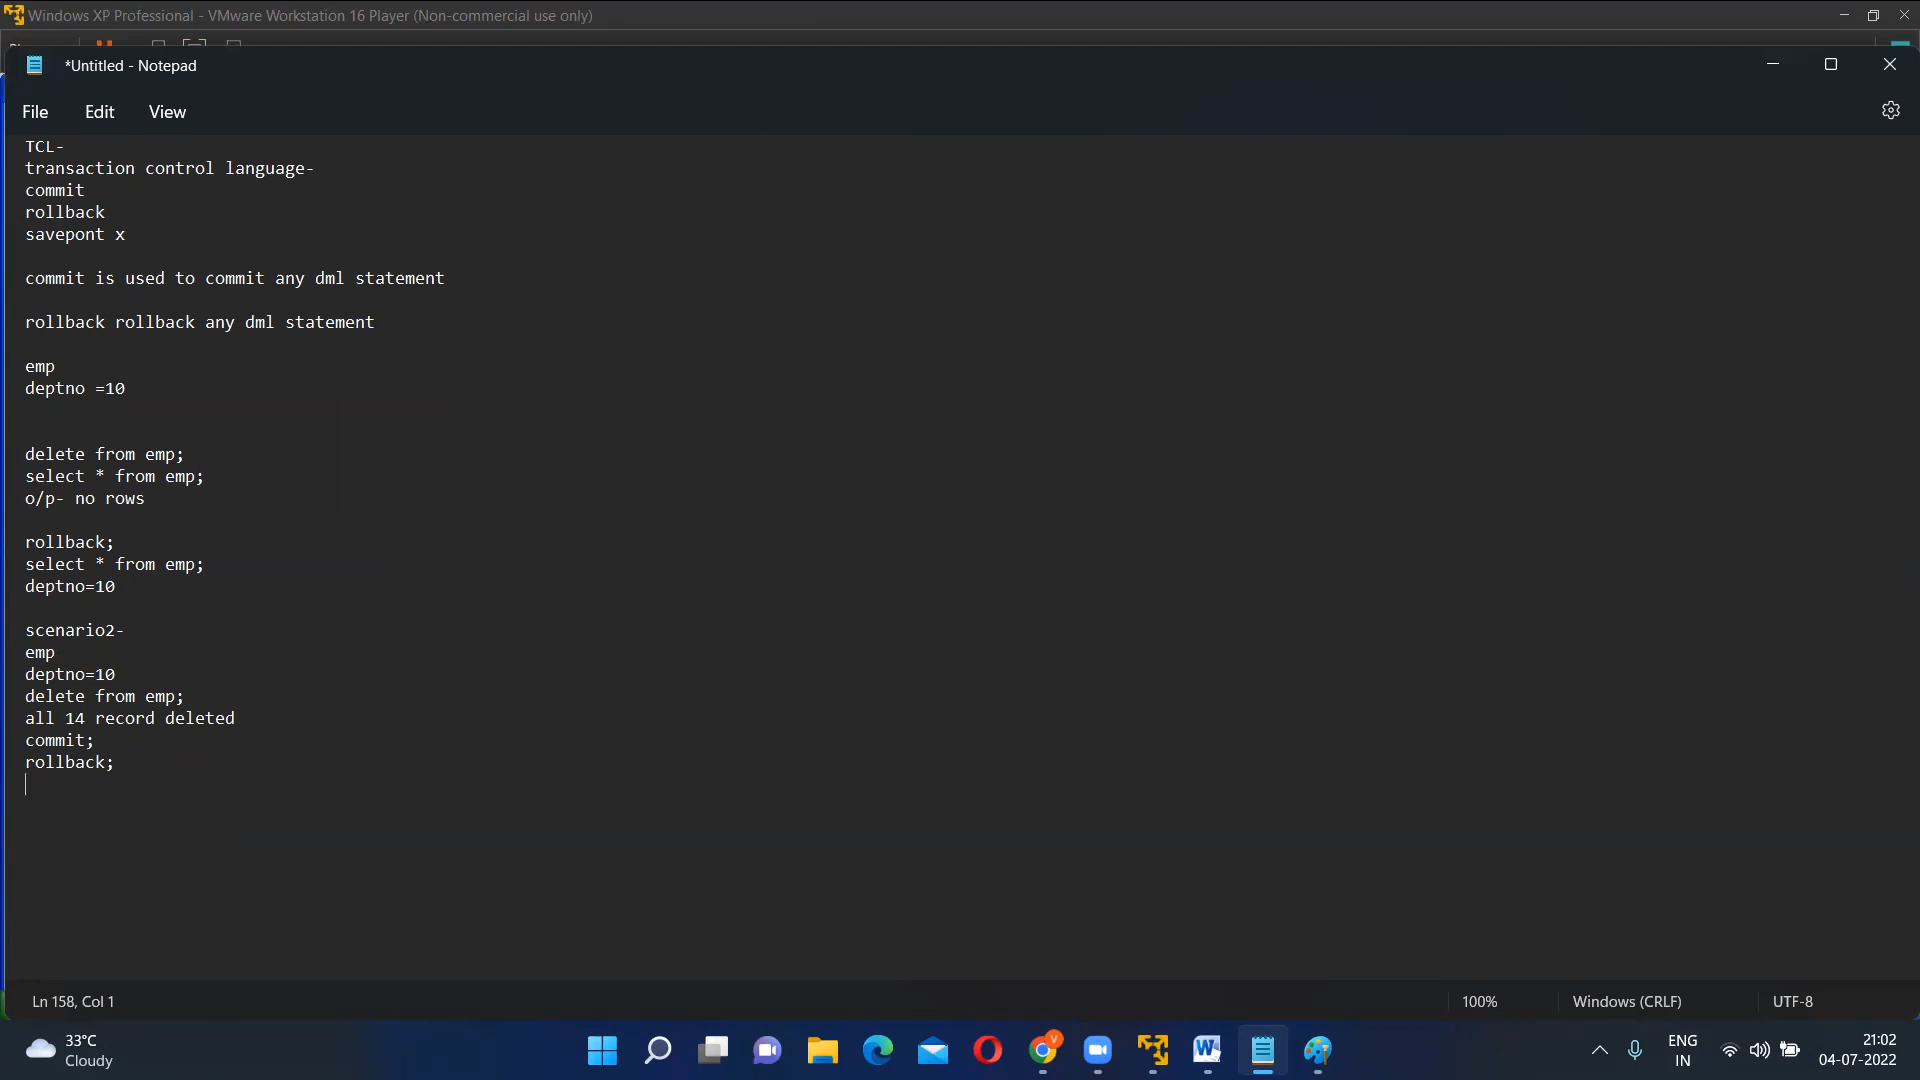 Windows XP Professional - VMware Workstation 16 Player (Non-commercial use only)
*Untitled - Notepad
File Edit View
TCL-
transaction control language-
commit
rollback
savepont x
commit is used to commit any dml statement
rollback rollback any dml statement
emp
deptno =10
delete from emp;
select * from emp;
o/p- no rows
rollback;
select * from emp;
deptno=10
scenario2-
emp
deptno=10
delete from emp;
all 14 record deleted
commit;
rollback;
Ln 158, Col 1
100%
Windows (CRLF)
UTF-8
33°C
Cloudy
ENG
IN
21:02
04-07-2022